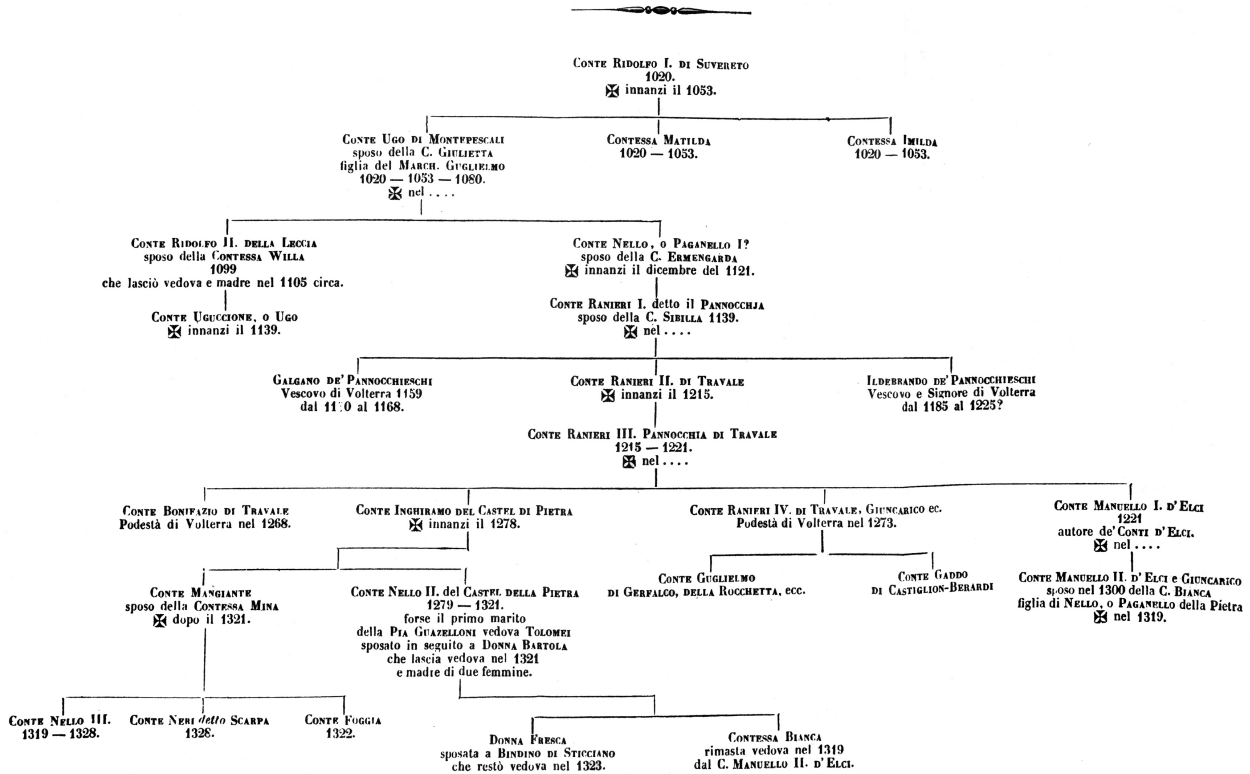 Conte Ridolfo I. di Suvereto
1020.
✠ innanzi il 1053.
Conte Ugo di Montepescali
sposo della C. Giulietta
figlia del March. Guglielmo
1020 — 1053 — 1080.
✠ nel . . . .
Contessa Matilda
1020 — 1053.
Contessa Imilda
1020 — 1053.
Conte Ridolfo II. della Leccia
sposo della Contessa Willa
1099
che lasciò vedova e madre nel 1105 circa.
Conte Nello, o Paganello I?
sposo della C. Ermengarda
✠ innanzi il dicembre del 1121.
Conte Uguccione, o Ugo
✠ innanzi il 1139.
Conte Ranieri I. detto il Pannocchja
sposo della C. Sibilla 1139.
✠ nel . . . .
Galgano de' Pannocchieschi
Vescovo di Volterra 1159
dal al 1168.
Conte Ranieri II. di Travale
✠ innanzi il 1215.
Ildebrando de' Pannocchieschi
Vescovo e Signore di Volterra
dal 1185 al 1225?
Conte Ranieri III. Pannocchia di Travale
1215 — 1221.
✠ nel . . . .
Conte Bonifazio di Travale
Podestà di Volterra nel 1268.
Conte Inghiramo del Castel di Pietra
✠ innanzi il 1278.
Conte Ranieri IV. di Travale, Giuncarico ec.
Podestà di Volterra nel 1273.
Conte Manuello I. d'Elci
1221
autore de' Conti d'Elci.
✠ nel . . . .
Conte Mangiante
sposo della Contessa Mina
✠ dopo il 1321.
Conte Nello II. del Castel della Pietra
1279 — 1321.
forse il primo marito
della Pia Guazelloni vedova Tolomei
sposato in seguito a Donna Bartola
che lascia vedova nel 1321
e madre di due femmine.
Conte Guglielmo
di Gerfalco, della Rocchetta, ecc.
Conte Gaddo
di Castiglion-Berardi
Conte Manuello II. d'Elci e Giuncarico
sposo nel 1300 della C. Bianca
figlia di Nello, o Paganello della Pietra
✠ nel 1319.
Conte Nello III.
1319 — 1328.
Conte Neri detto Scarpa
1328.
Conte Foggia
1322.
Donna Fresca
sposata a Bindino di Sticciano
che restò vedova nel 1323.
Contessa Bianca
rimasta vedova nel 1319
dal C. Manuello II. d'Elci.